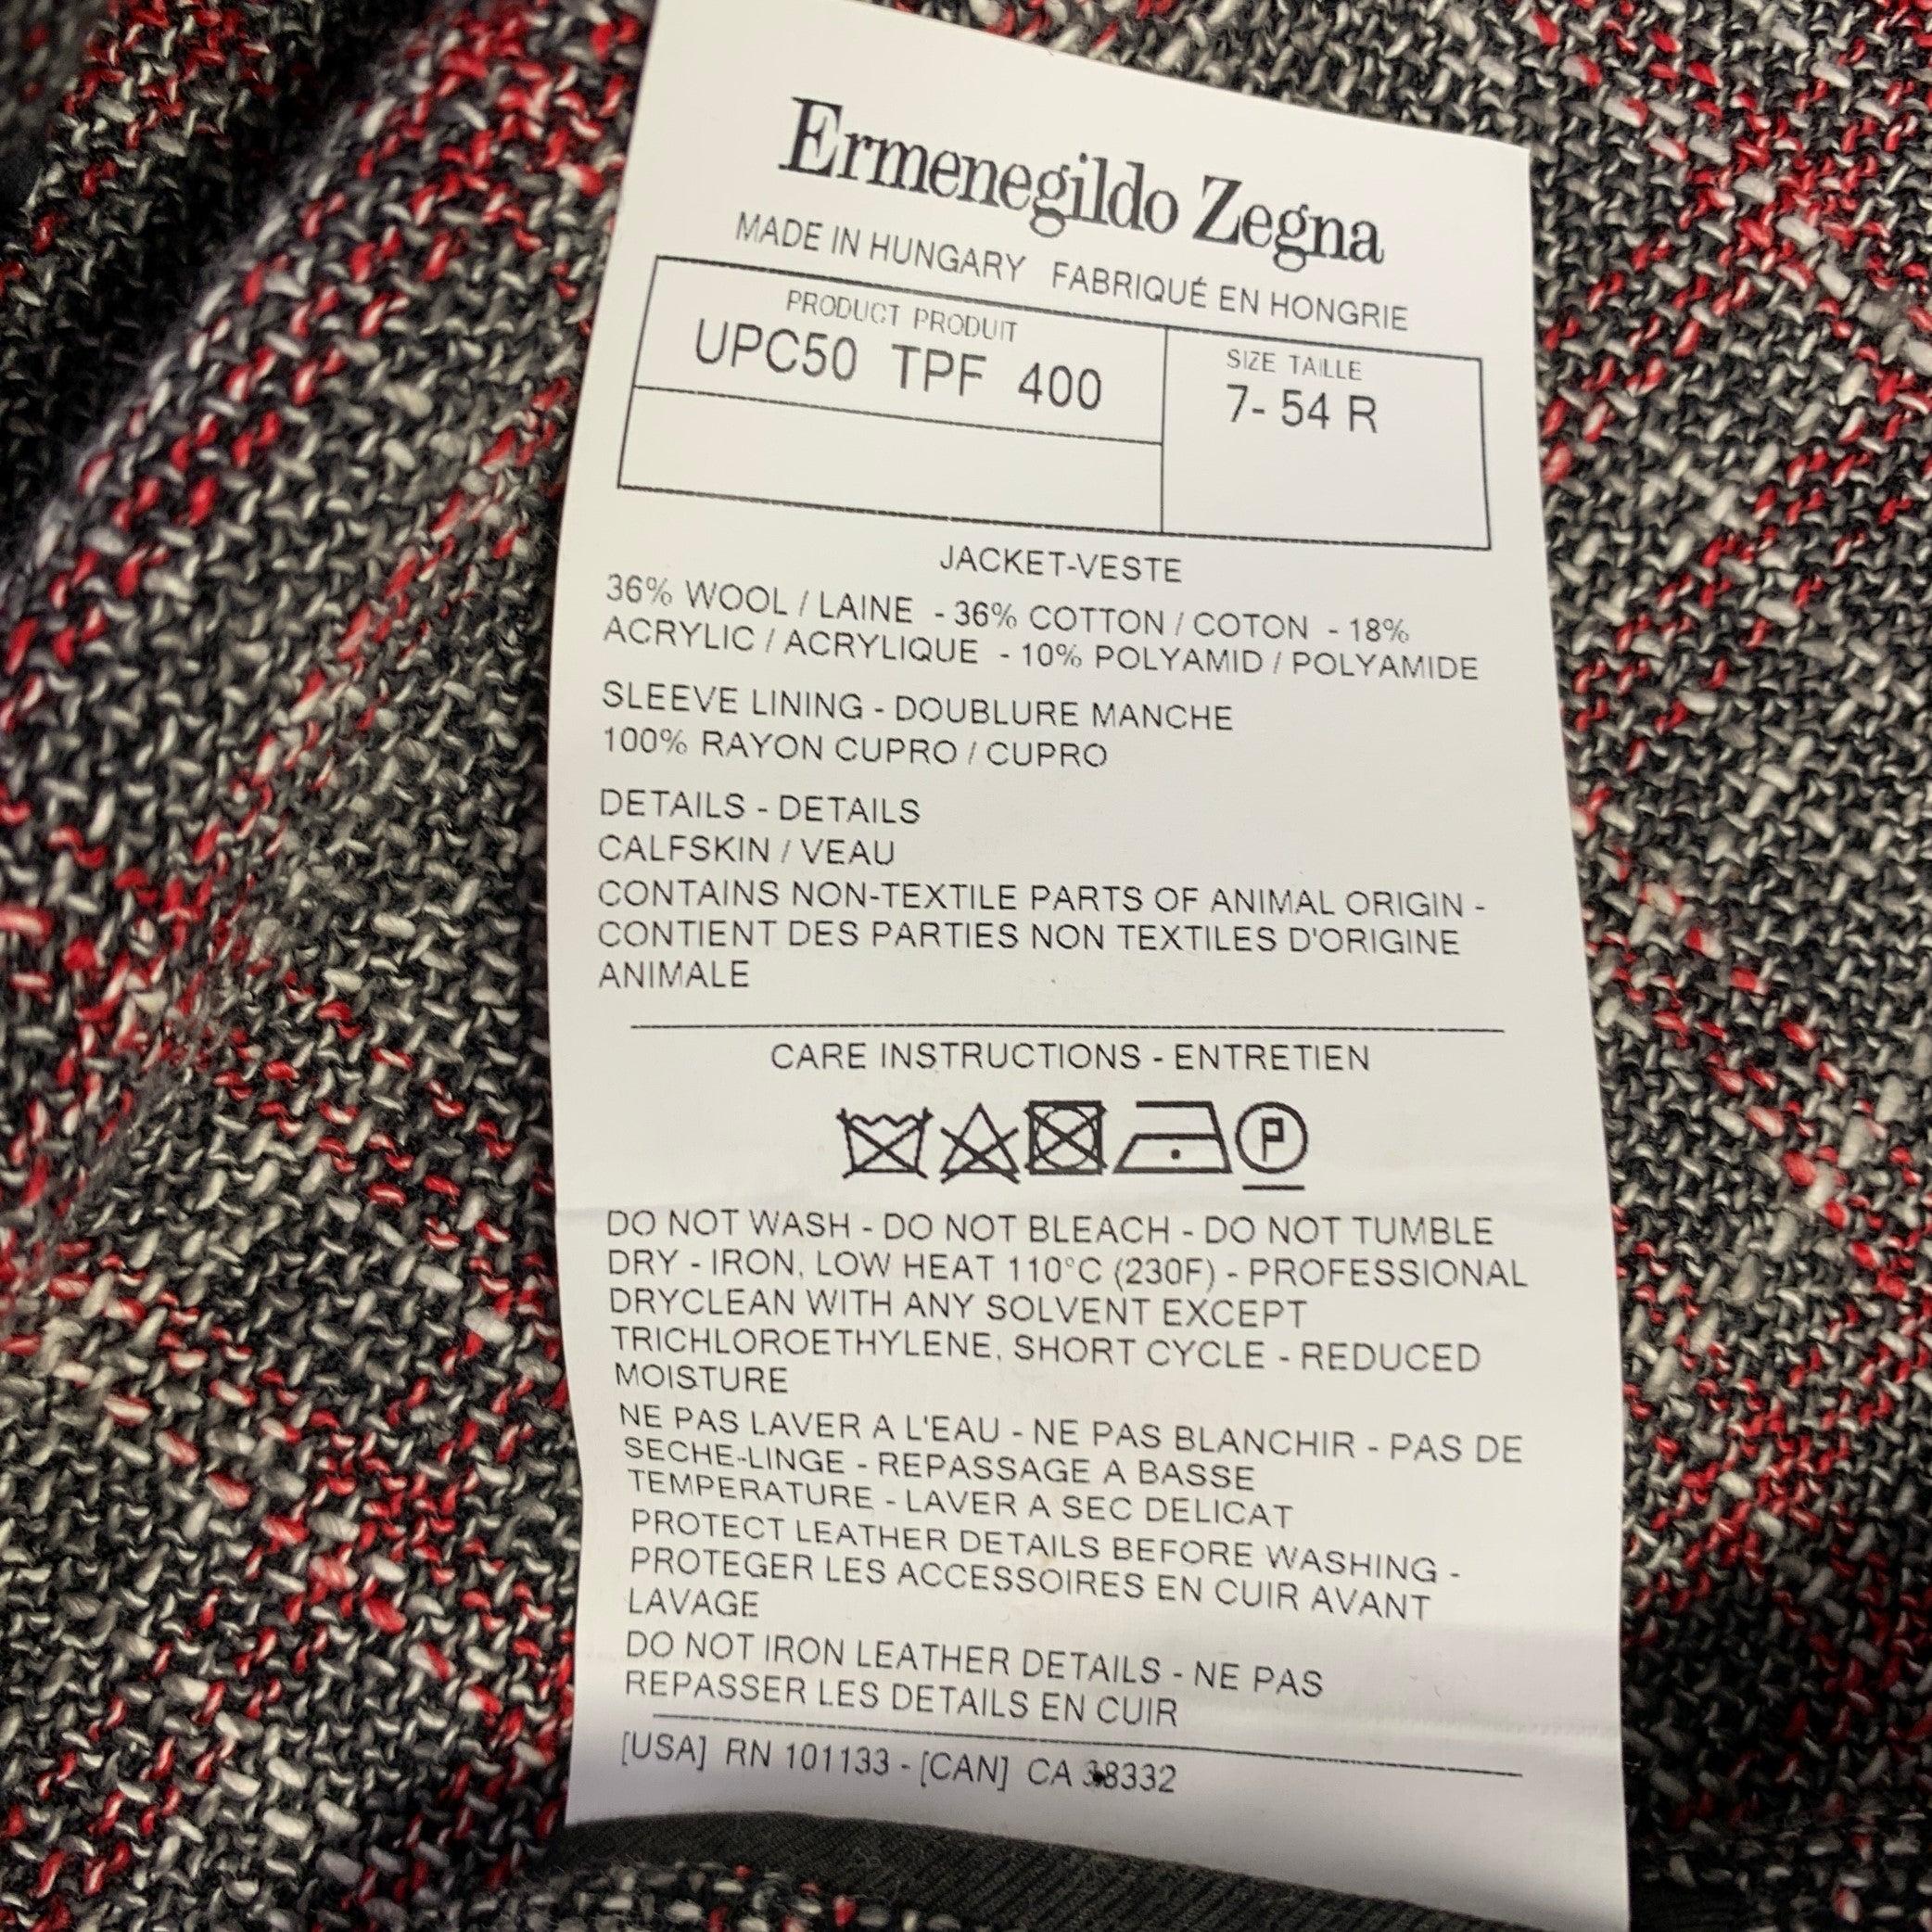 Ermenegildo Zegna
MADE IN HUNGARY FABRIQUÉ EN HONGRIE
PRODUCT PRODUIT
UPC50 TPF 400
SIZE TAILLE
7- 54 R
JACKET-VESTE
36% WOOL / LAINE - 36% COTTON / COTON - 18%
ACRYLIC / ACRYLIQUE - 10% POLYAMID / POLYAMIDE
SLEEVE LINING - DOUBLURE MANCHE
100% RAYON CUPRO / CUPRO
DETAILS - DETAILS
CALFSKIN / VEAU
CONTAINS NON-TEXTILE PARTS OF ANIMAL ORIGIN -
CONTIENT DES PARTIES NON TEXTILES D'ORIGINE
ANIMALE
CARE INSTRUCTIONS - ENTRETIEN
P
DO NOT WASH - DO NOT BLEACH - DO NOT TUMBLE
DRY - IRON, LOW HEAT 110°C (230F) - PROFESSIONAL
DRYCLEAN WITH ANY SOLVENT EXCEPT
TRICHLOROETHYLENE, SHORT CYCLE - REDUCED
MOISTURE
NE PAS LAVER A L'EAU - NE PAS BLANCHIR - PAS DE
SECHE-LINGE - REPASSAGE A BASSE
TEMPERATURE - LAVER A SEC DELICAT
PROTECT LEATHER DETAILS BEFORE WASHING -
PROTEGER LES ACCESSOIRES EN CUIR AVANT
LAVAGE
DO NOT IRON LEATHER DETAILS - NE PAS
REPASSER LES DETAILS EN CUIR
[USA] RN 101133 - [CAN] CA 38332